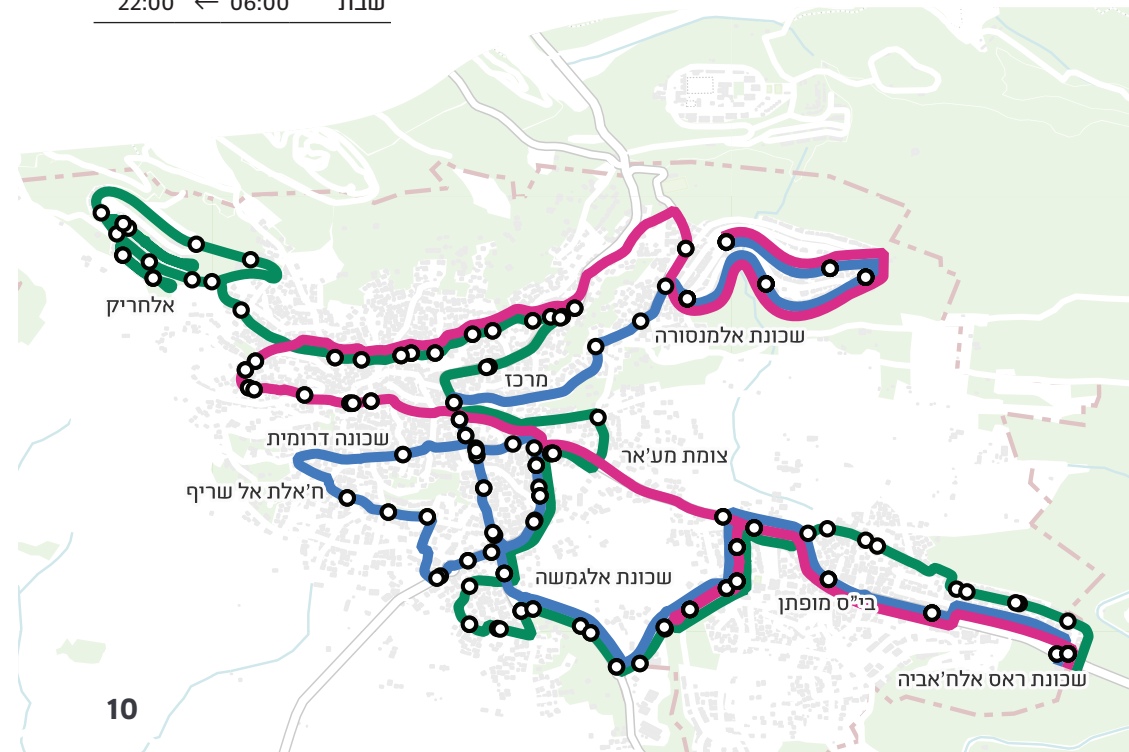 שבת 06:00 ← 22:00
אלחריק
שכונת אלמנסורה
מרכז
שכונה דרומית
צומת מע'אר
ח'אלת אל שריף
שכונת אלגמשה
בי"ס מופתן
שכונת ראס אלח'אביה
10